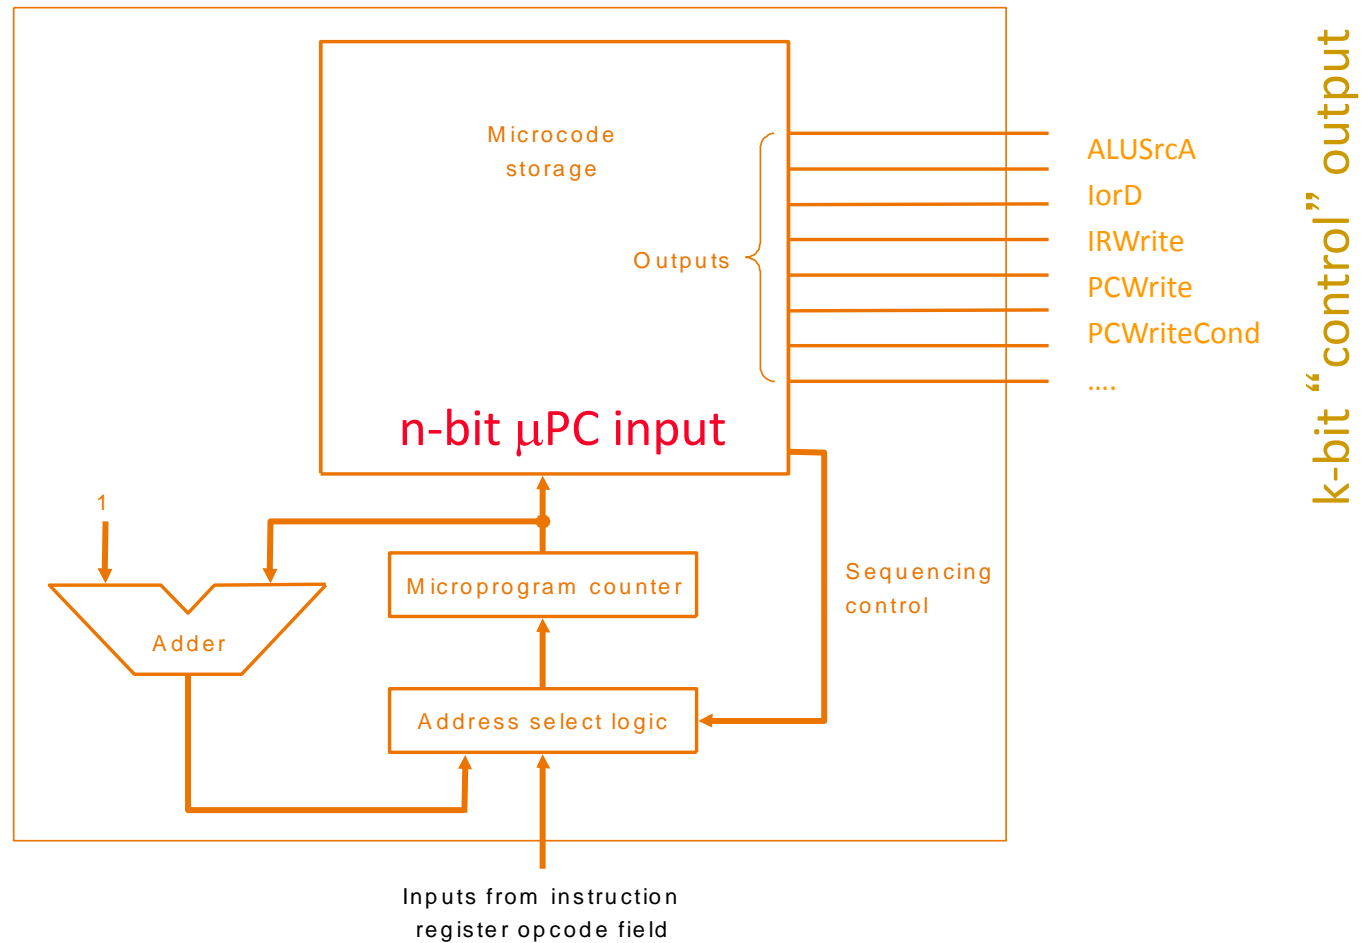 Microcode
storage
Outputs
ALUSrcA
IorD
IRWrite
PCWrite
PCWriteCond
....
k-bit “control” output
n-bit μPC input
1
Microprogram counter
Adder
Sequencing
control
Address select logic
Inputs from instruction
register opcode field